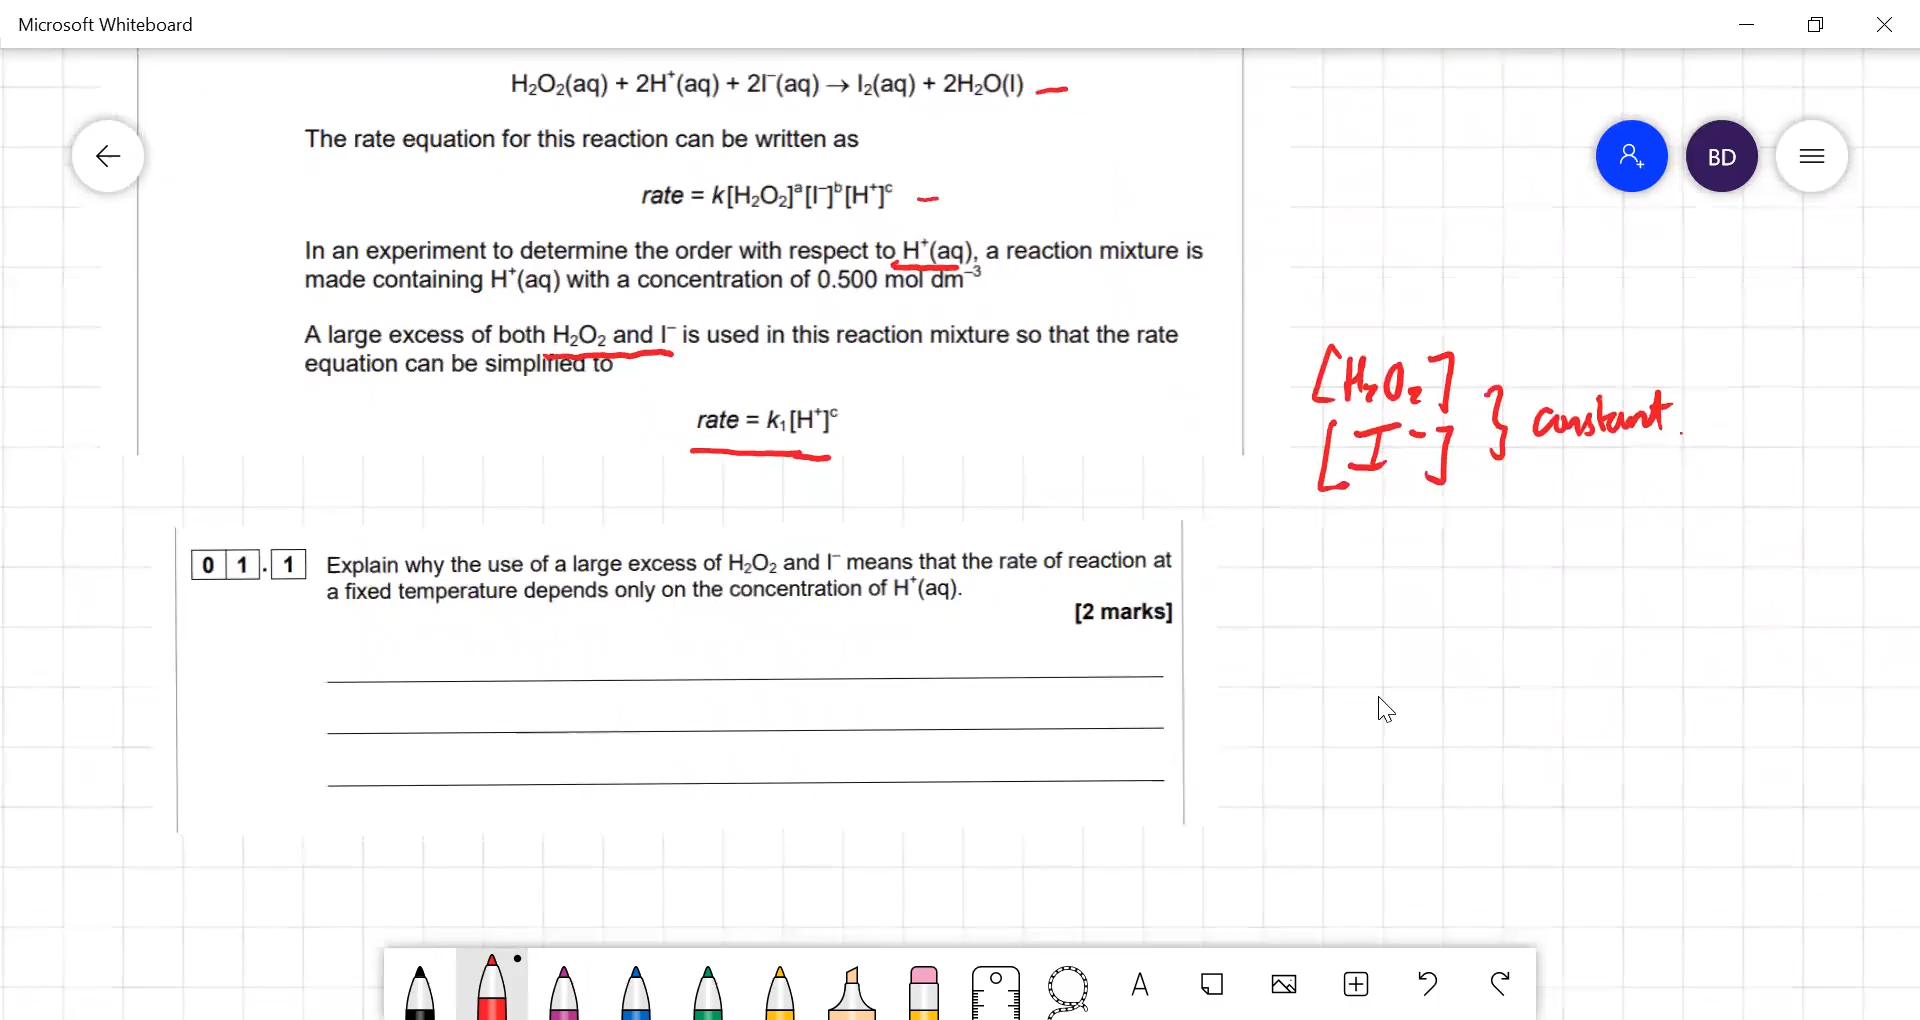 Microsoft Whiteboard
H₂O₂(aq) + 2H⁺(aq) + 2I⁻(aq) → I₂(aq) + 2H₂O(l)
The rate equation for this reaction can be written as
rate = k[H₂O₂]ᵃ[I⁻]ᵇ[H⁺]ᶜ
BD
In an experiment to determine the order with respect to H⁺(aq), a reaction mixture is
made containing H⁺(aq) with a concentration of 0.500 mol dm⁻³
A large excess of both H₂O₂ and I⁻ is used in this reaction mixture so that the rate
equation can be simplified to
rate = k₁[H⁺]ᶜ
[H₂O₂]
[I⁻]
} constant.
0 1 . 1 Explain why the use of a large excess of H₂O₂ and I⁻ means that the rate of reaction at
a fixed temperature depends only on the concentration of H⁺(aq).
[2 marks]
A